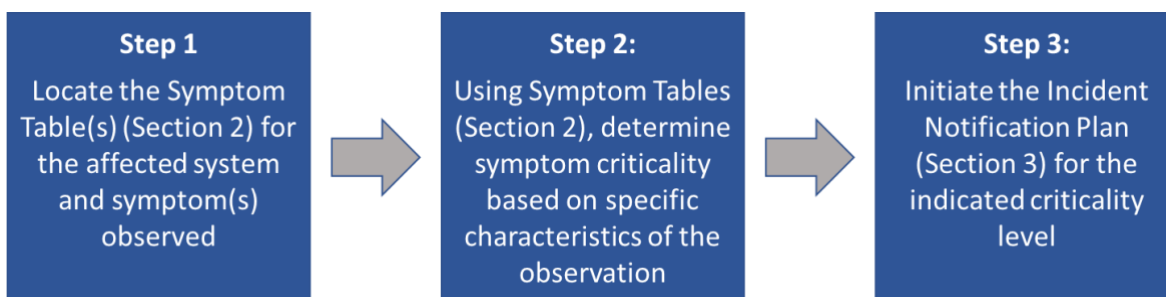 Step 1
Locate the Symptom
Table(s) (Section 2) for
the affected system
and symptom(s)
observed
Step 2:
Using Symptom Tables
(Section 2), determine
symptom criticality
based on specific
characteristics of the
observation
Step 3:
Initiate the Incident
Notification Plan
(Section 3) for the
indicated criticality
level